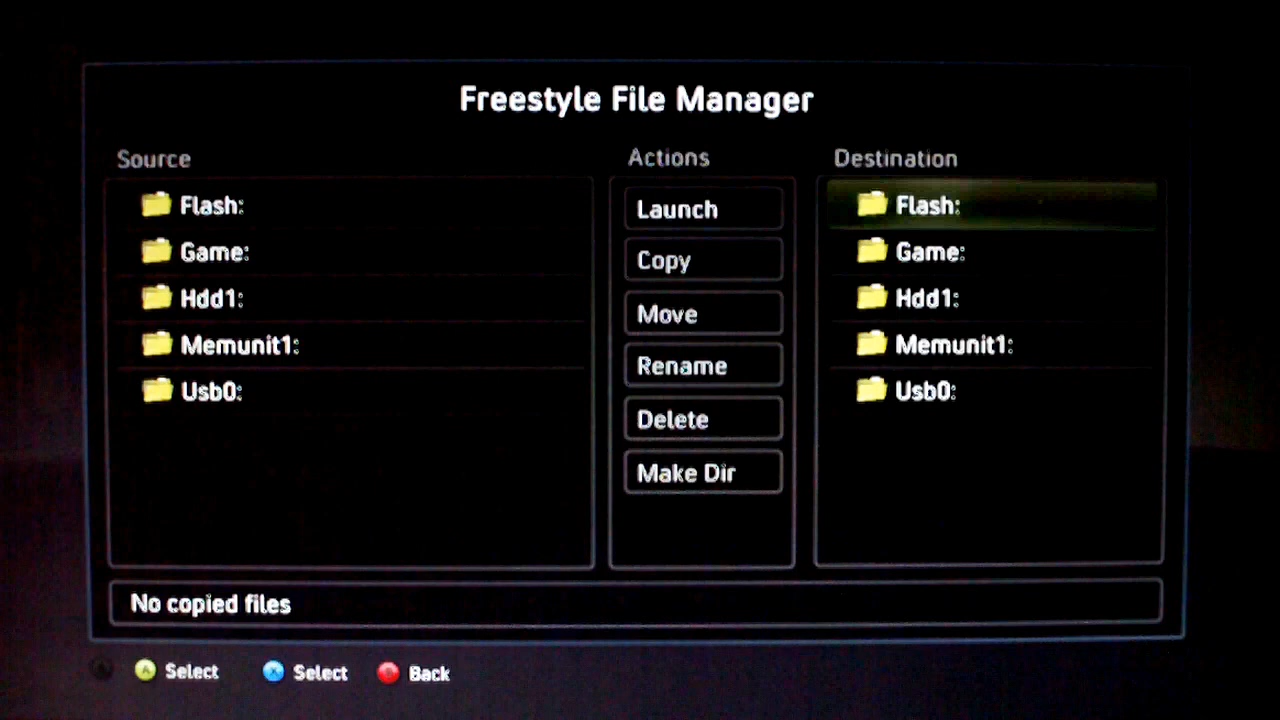 Freestyle File Manager
Source
Flash:
Game:
Hdd1:
Memunit1:
Usb0:
Actions
Launch
Copy
Move
Rename
Delete
Make Dir
Destination
Flash:
Game:
Hdd1:
Memunit1:
Usb0:
No copied files
A Select
X Select
Back